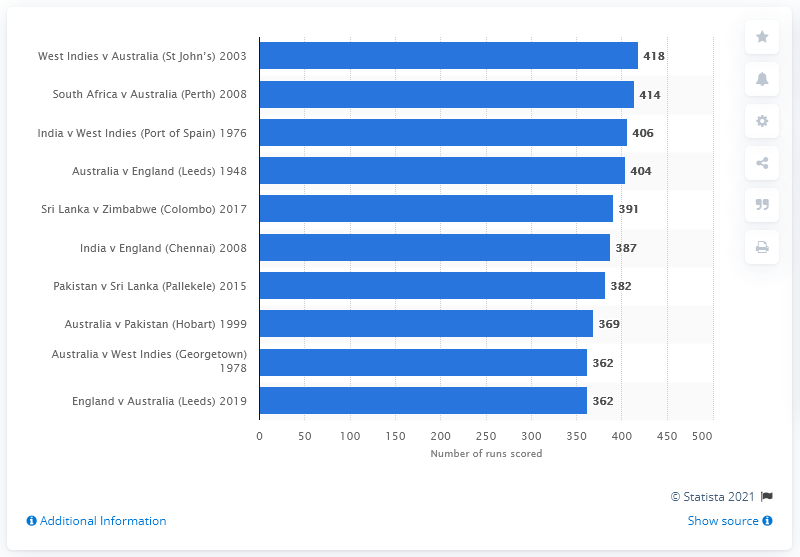 West Indies v Australia (St John’s) 2003 418
South Africa v Australia (Perth) 2008 414
India v West Indies (Port of Spain) 1976 406
Australia v England (Leeds) 1948 404
Sri Lanka v Zimbabwe (Colombo) 2017 391
India v England (Chennai) 2008 387
Pakistan v Sri Lanka (Pallekele) 2015 382
Australia v Pakistan (Hobart) 1999 369
Australia v West Indies (Georgetown)
1978 362
England v Australia (Leeds) 2019 362
0 50 100 150 200 250 300 350 400 450 500
Number of runs scored
© Statista 2021
Additional Information Show source